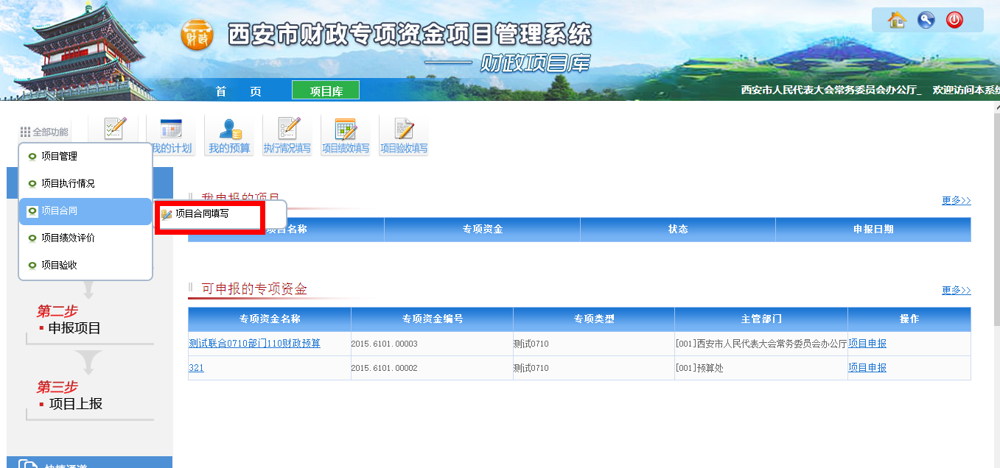 财政
西安市财政专项资金项目管理系统
财政项目库
首 页 项目库
西安市人民代表大会常务委员会办公厅_ 欢迎访问本系统
全部功能
我的计划 我的预算 执行情况填写 项目绩效填写 项目验收填写
项目管理
项目执行情况
项目合同
项目合同填写
项目绩效评价
项目验收
第二步
申报项目
第三步
项目上报
快捷通道
我申报的项目 更多>>
项目名称 专项资金 状态 申报日期
可申报的专项资金 更多>>
专项资金名称 专项资金编号 专项类型 主管部门 操作
测试联合0710部门110财政预算 2015.6101.00003 测试0710 [001]西安市人民代表大会常务委员会办公厅 项目申报
321 2015.6101.00002 测试0710 [001]预算处 项目申报